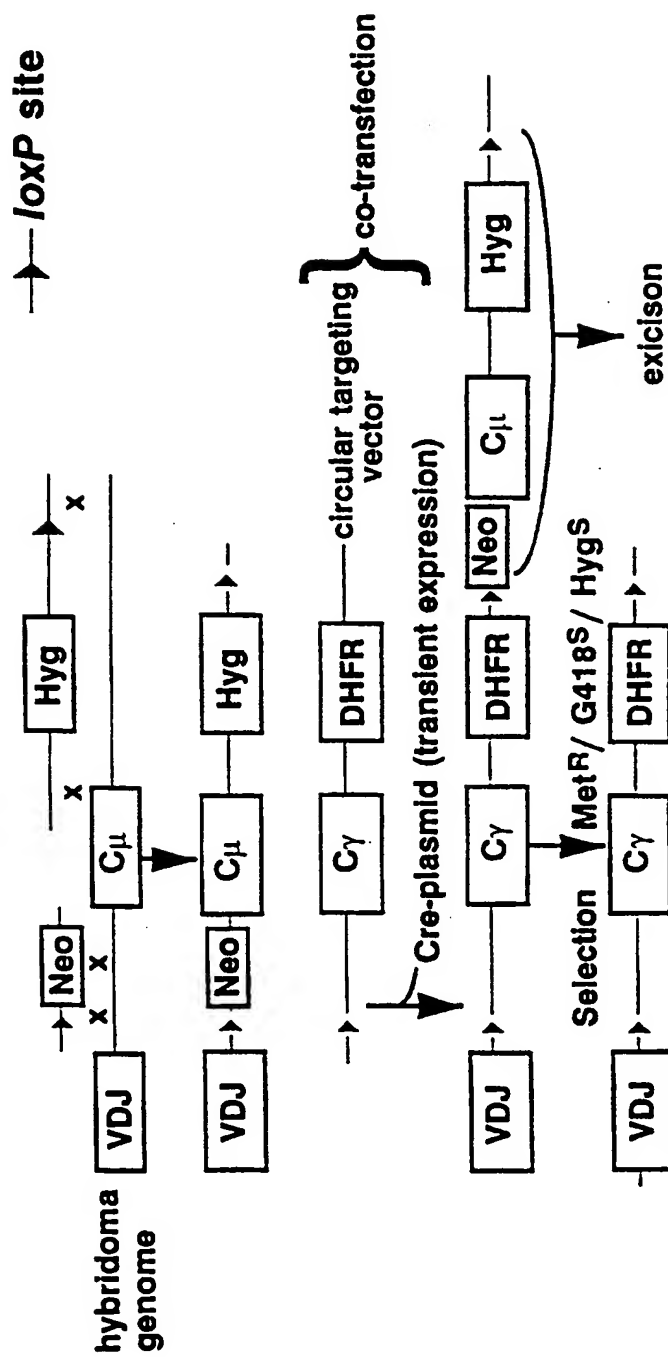 loxP site
Neo
Hyg
x x x x
hybridoma
genome
VDJ
Cμ
VDJ
Neo
Cμ
Hyg
Cγ
DHFR
circular targeting
vector
co-transfection
Cre-plasmid (transient expression)
VDJ
Cγ
DHFR
Neo
Cμ
Hyg
Selection
MetR/ G418S/ HygS
exicison
VDJ
Cγ
DHFR